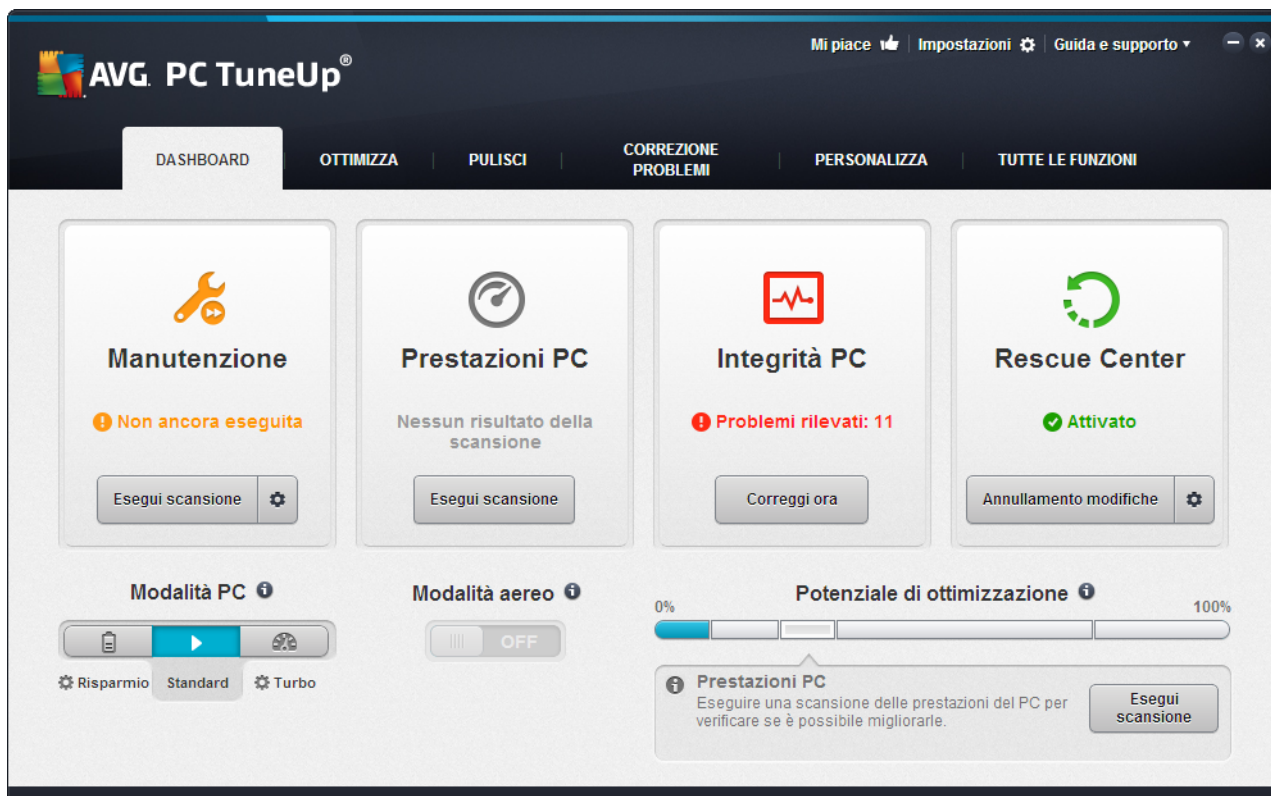 Mi piace Impostazioni Guida e supporto
AVG. PC TuneUp®
DASHBOARD
OTTIMIZZA
PULISCI
CORREZIONE
PROBLEMI
PERSONALIZZA
TUTTE LE FUNZIONI
Manutenzione
Non ancora eseguita
Esegui scansione
Prestazioni PC
Nessun risultato della
scansione
Esegui scansione
Integrità PC
Problemi rilevati: 11
Correggi ora
Rescue Center
Attivato
Annullamento modifiche
Modalità PC
Risparmio
Standard
Turbo
Modalità aereo
OFF
Potenziale di ottimizzazione
0%
100%
Prestazioni PC
Eseguire una scansione delle prestazioni del PC per
verificare se è possibile migliorarle.
Esegui
scansione